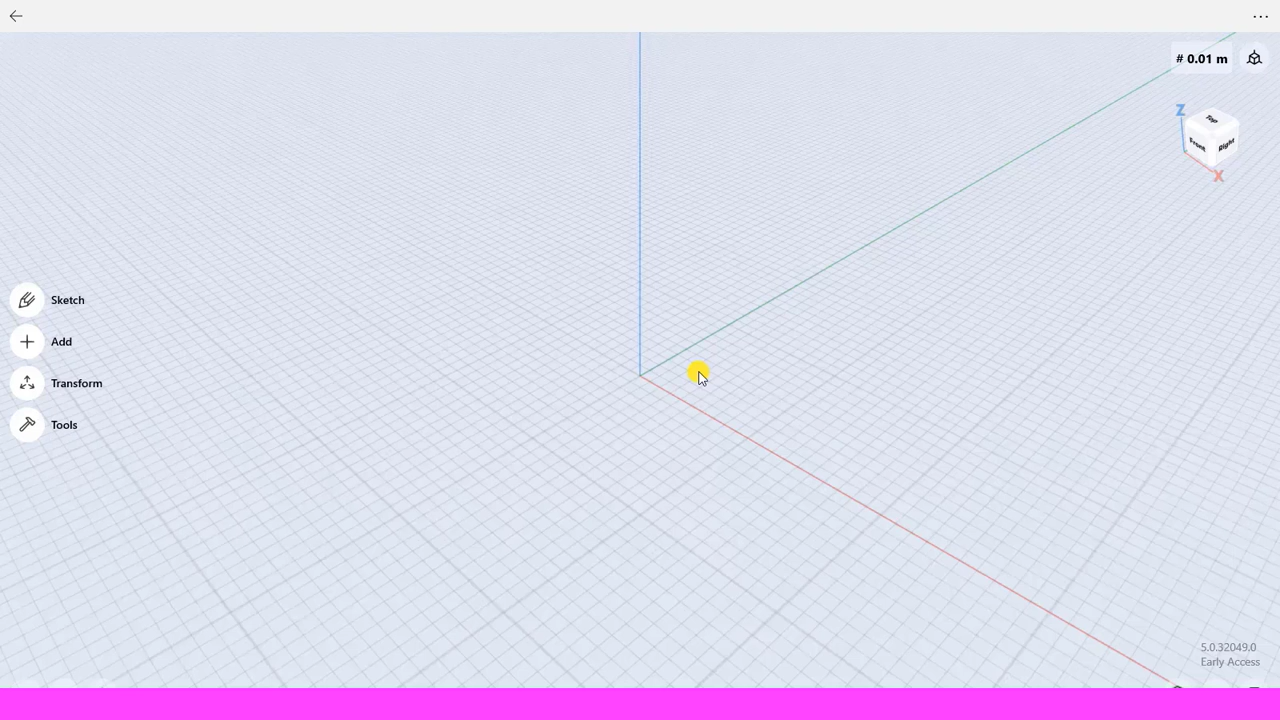 # 0.01 m
Z
Top
Front Right
X
Sketch
Add
Transform
Tools
5.0.32049.0
Early Access